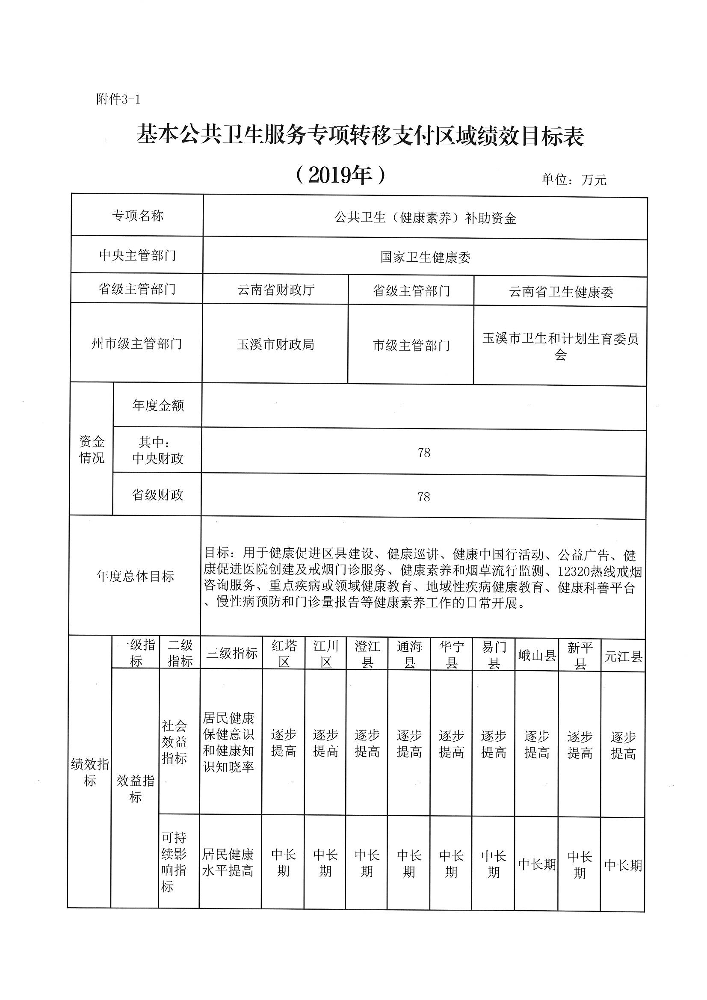 附件3-1
基本公共卫生服务专项转移支付区域绩效目标表
（2019年）
单位：万元
专项名称
公共卫生（健康素养）补助资金
中央主管部门
国家卫生健康委
省级主管部门
云南省财政厅
省级主管部门
云南省卫生健康委
州市级主管部门
玉溪市财政局
市级主管部门
玉溪市卫生和计划生育委员
会
资金
情况
年度金额
其中：
中央财政
78
省级财政
78
年度总体目标
目标：用于健康促进区县建设、健康巡讲、健康中国行活动、公益广告、健
康促进医院创建及戒烟门诊服务、健康素养和烟草流行监测、12320热线戒烟
咨询服务、重点疾病或领域健康教育、地域性疾病健康教育、健康科善平台
、慢性病预防和门诊量报告等健康素养工作的日常开展。
绩效指
标
一级指
标
二级
指标
三级指标
红塔
区
江川
区
澄江
县
通海
县
华宁
县
易门
县
峨山县
新平
县
元江县
效益指
标
社会
效益
指标
居民健康
保健意识
和健康知
识知晓率
逐步
提高
逐步
提高
逐步
提高
逐步
提高
逐步
提高
逐步
提高
逐步
提高
逐步
提高
逐步
提高
可持
续影
响指
标
居民健康
水平提高
中长
期
中长
期
中长
期
中长
期
中长
期
中长
期
中长期
中长
期
中长期